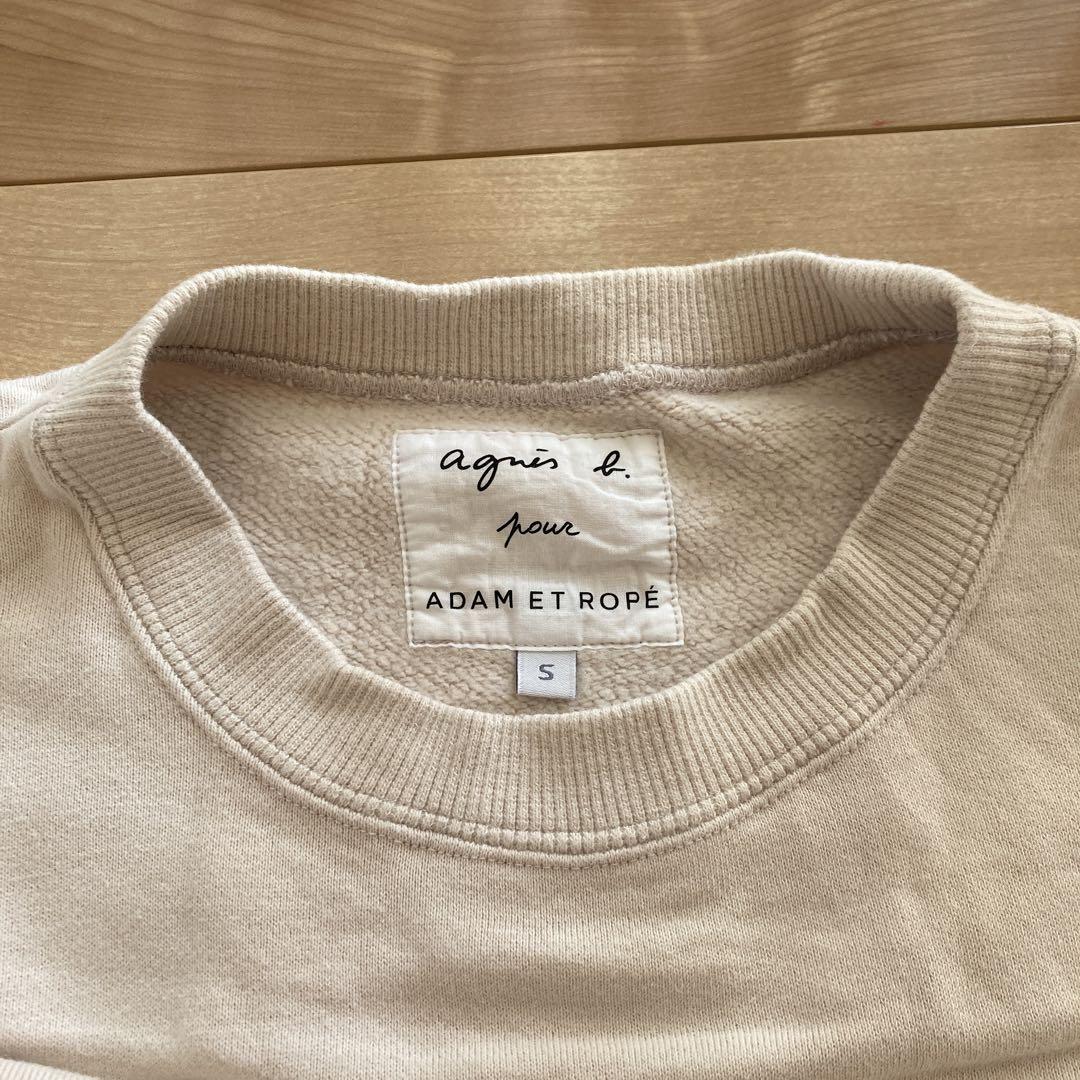 agnès b.
pour
ADAM ET ROPÉ
S